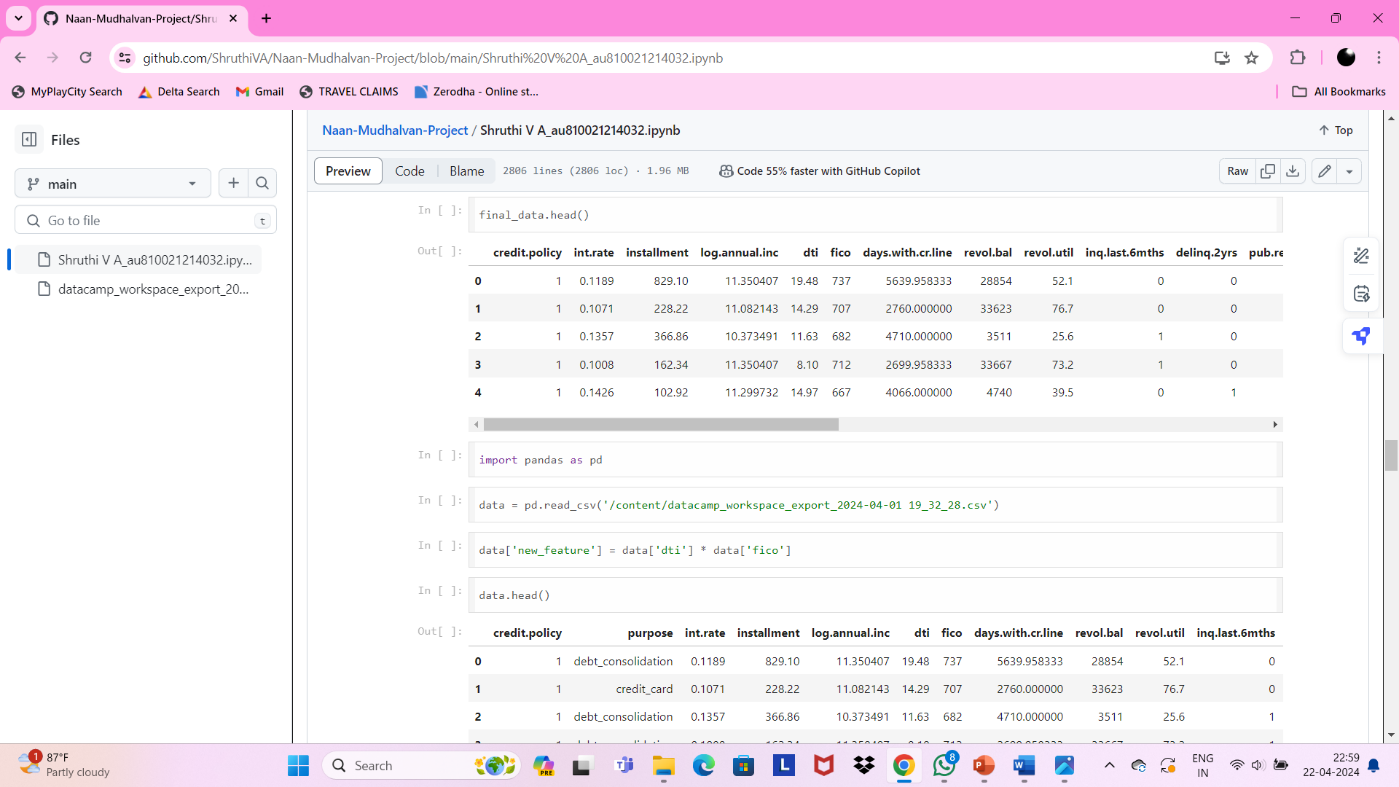 Naan-Mudhalvan-Project/Shru
github.com/ShruthiVA/Naan-Mudhalvan-Project/blob/main/Shruthi%20V%20A_au810021214032.ipynb
MyPlayCity Search Delta Search Gmail TRAVEL CLAIMS Zerodha - Online st... All Bookmarks
Files
main
Go to file t
Shruthi V A_au810021214032.ipy...
datacamp_workspace_export_20...
Naan-Mudhalvan-Project / Shruthi V A_au810021214032.ipynb Top
Preview Code Blame 2806 lines (2806 loc) · 1.96 MB Code 55% faster with GitHub Copilot Raw
In [ ]: final_data.head()
Out[ ]: credit.policy int.rate installment log.annual.inc dti fico days.with.cr.line revol.bal revol.util inq.last.6mths delinq.2yrs pub.re
0 1 0.1189 829.10 11.350407 19.48 737 5639.958333 28854 52.1 0 0
1 1 0.1071 228.22 11.082143 14.29 707 2760.000000 33623 76.7 0 0
2 1 0.1357 366.86 10.373491 11.63 682 4710.000000 3511 25.6 1 0
3 1 0.1008 162.34 11.350407 8.10 712 2699.958333 33667 73.2 1 0
4 1 0.1426 102.92 11.299732 14.97 667 4066.000000 4740 39.5 0 1
In [ ]: import pandas as pd
In [ ]: data = pd.read_csv('/content/datacamp_workspace_export_2024-04-01 19_32_28.csv')
In [ ]: data['new_feature'] = data['dti'] * data['fico']
In [ ]: data.head()
Out[ ]: credit.policy purpose int.rate installment log.annual.inc dti fico days.with.cr.line revol.bal revol.util inq.last.6mths
0 1 debt_consolidation 0.1189 829.10 11.350407 19.48 737 5639.958333 28854 52.1 0
1 1 credit_card 0.1071 228.22 11.082143 14.29 707 2760.000000 33623 76.7 0
2 1 debt_consolidation 0.1357 366.86 10.373491 11.63 682 4710.000000 3511 25.6 1
1 87°F
Partly cloudy
Search
PRE
L
8
ENG
IN
22:59
22-04-2024